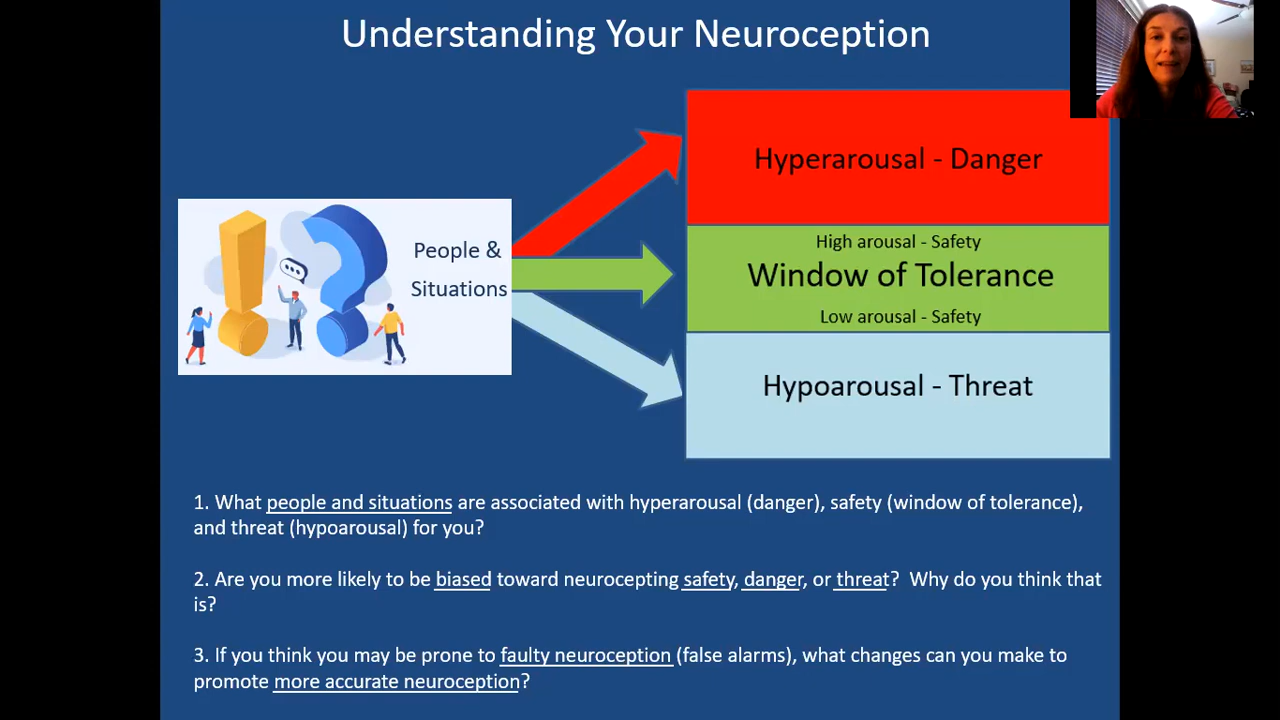 Understanding Your Neuroception
Hyperarousal - Danger
People &
Situations
High arousal - Safety
Window of Tolerance
Low arousal - Safety
Hypoarousal - Threat
1. What people and situations are associated with hyperarousal (danger), safety (window of tolerance),
and threat (hypoarousal) for you?
2. Are you more likely to be biased toward neurocepting safety, danger, or threat?  Why do you think that
is?
3. If you think you may be prone to faulty neuroception (false alarms), what changes can you make to
promote more accurate neuroception?